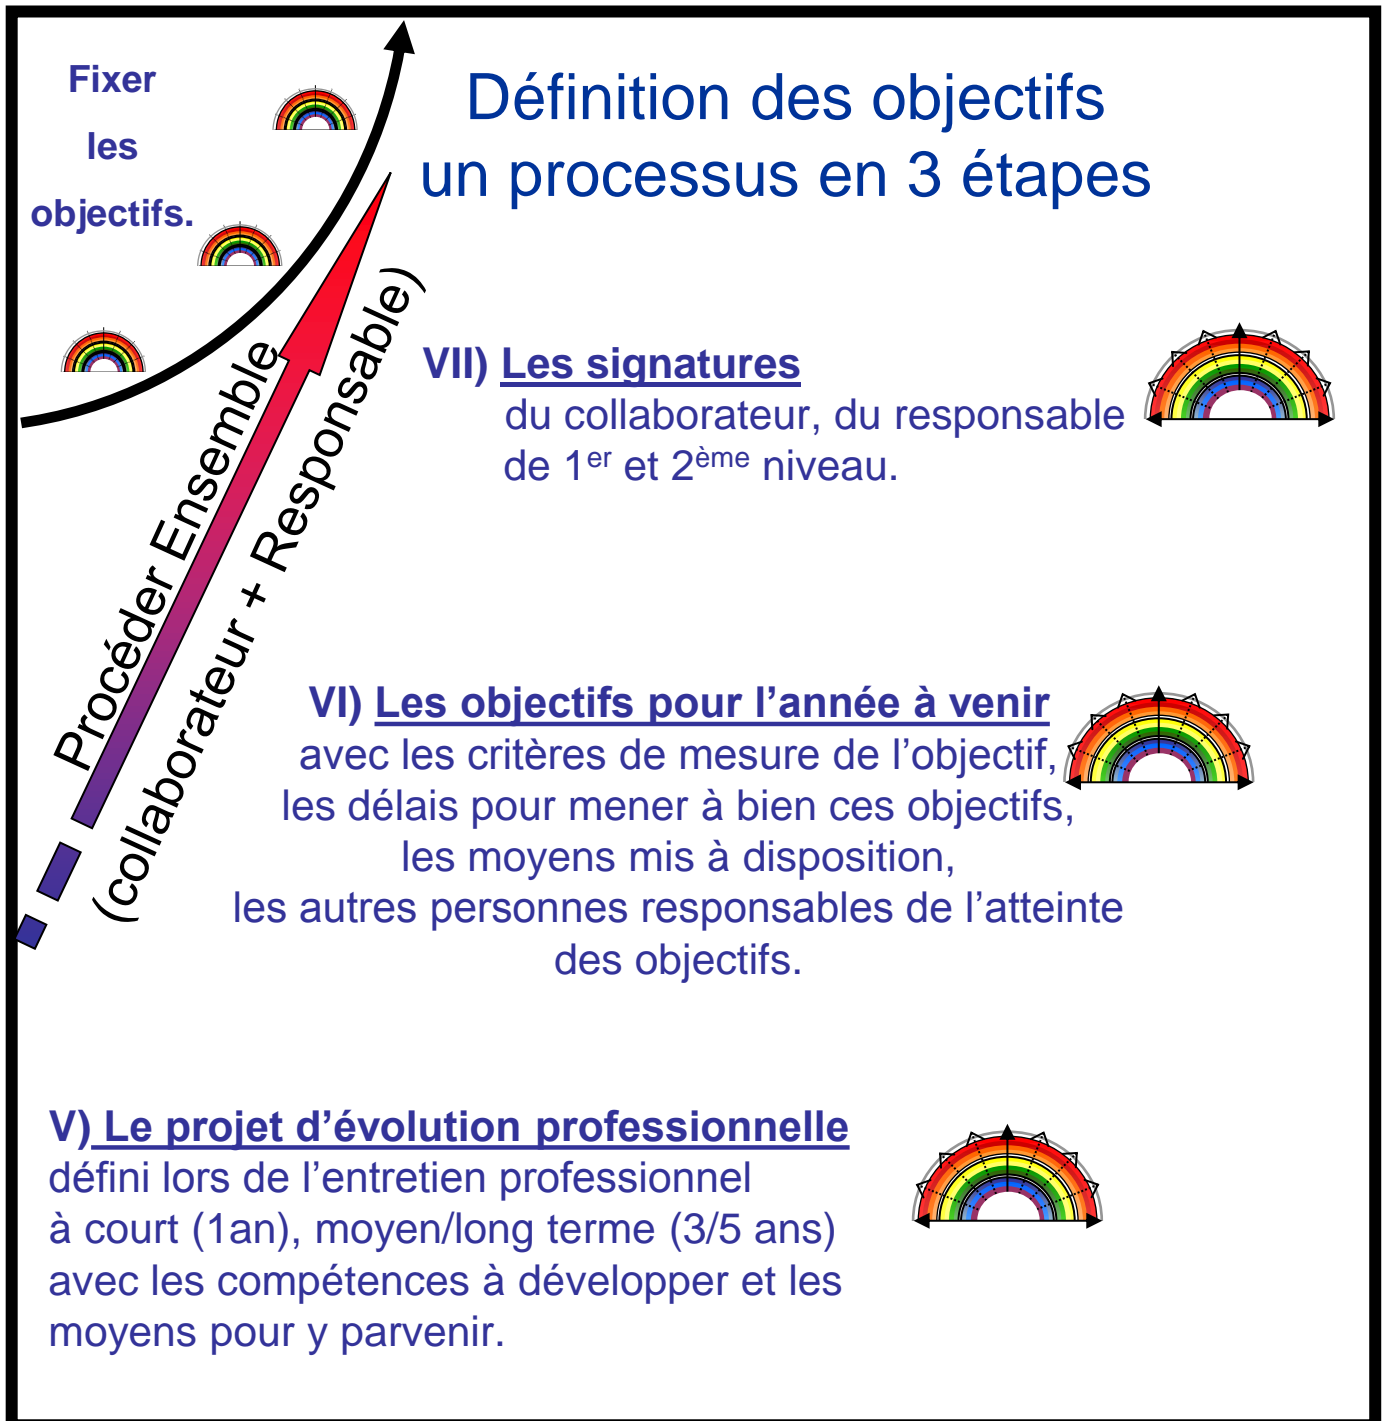 Fixer
les
objectifs.
Définition des objectifs
un processus en 3 étapes
Procéder Ensemble
(collaborateur + Responsable)
VII) Les signatures
du collaborateur, du responsable
de 1er et 2ème niveau.
VI) Les objectifs pour l’année à venir
avec les critères de mesure de l’objectif,
les délais pour mener à bien ces objectifs,
les moyens mis à disposition,
les autres personnes responsables de l’atteinte
des objectifs.
V) Le projet d’évolution professionnelle
défini lors de l’entretien professionnel
à court (1an), moyen/long terme (3/5 ans)
avec les compétences à développer et les
moyens pour y parvenir.